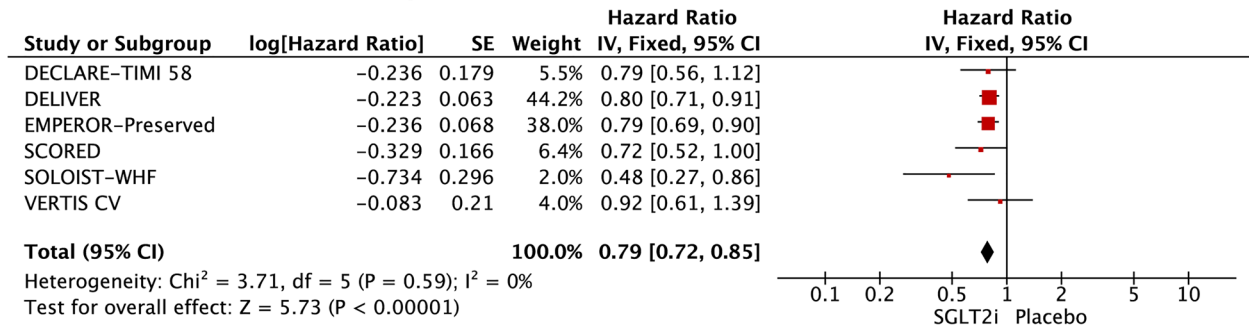 Hazard Ratio Hazard Ratio
Study or Subgroup log[Hazard Ratio] SE Weight IV, Fixed, 95% CI IV, Fixed, 95% CI
DECLARE−TIMI 58 −0.236 0.179 5.5% 0.79 [0.56, 1.12]
DELIVER −0.223 0.063 44.2% 0.80 [0.71, 0.91]
EMPEROR−Preserved −0.236 0.068 38.0% 0.79 [0.69, 0.90]
SCORED −0.329 0.166 6.4% 0.72 [0.52, 1.00]
SOLOIST−WHF −0.734 0.296 2.0% 0.48 [0.27, 0.86]
VERTIS CV −0.083 0.21 4.0% 0.92 [0.61, 1.39]
Total (95% CI) 100.0% 0.79 [0.72, 0.85]
Heterogeneity: Chi² = 3.71, df = 5 (P = 0.59); I² = 0%
Test for overall effect: Z = 5.73 (P < 0.00001)
0.1 0.2 0.5 1 2 5 10
SGLT2i Placebo